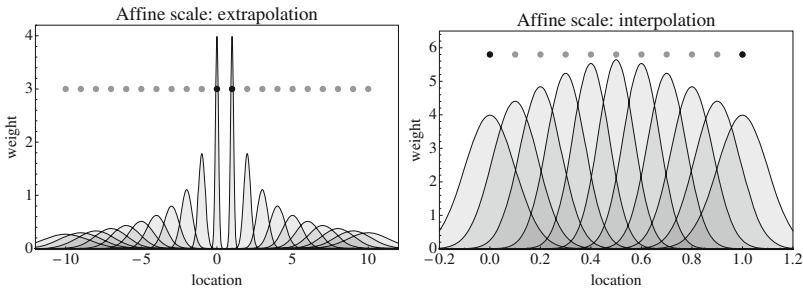 Affine scale: extrapolation
4
3
2
1
0
weight
−10 −5 0 5 10
location
Affine scale: interpolation
6
5
4
3
2
1
0
weight
−0.2 0.0 0.2 0.4 0.6 0.8 1.0 1.2
location